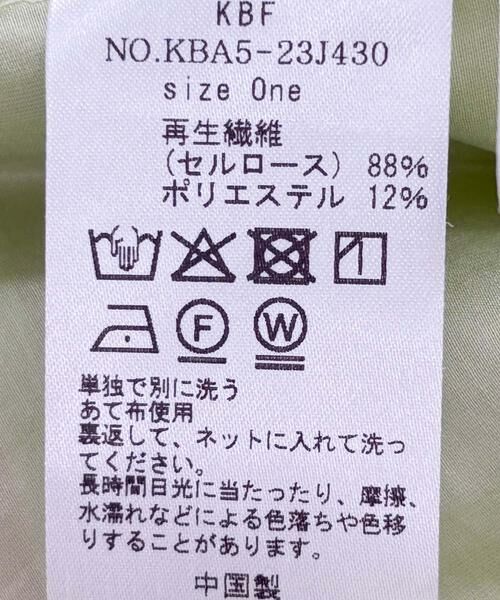 KBF
NO.KBA5-23J430
size One
再生繊維
(セルロース) 88%
ポリエステル 12%
F W
単独で別に洗う
あて布使用
裏返して、ネットに入れて洗っ
てください。
長時間日光に当たったり、摩擦、
水濡れなどによる色落ちや色移
りすることがあります。
中国製